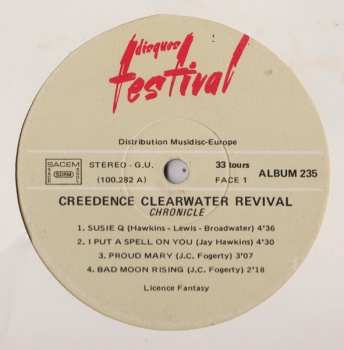 disques
festival
Distribution Musidisc-Europe
SACEM
STEREO - G.U.
(100.282 A)
33 tours
FACE 1
ALBUM 235
CREEDENCE CLEARWATER REVIVAL
CHRONICLE
1. SUSIE Q (Hawkins - Lewis - Broadwater) 4'36
2. I PUT A SPELL ON YOU (Jay Hawkins) 4'30
3. PROUD MARY (J.C. Fogerty) 3'07
4. BAD MOON RISING (J.C. Fogerty) 2'18
Licence Fantasy